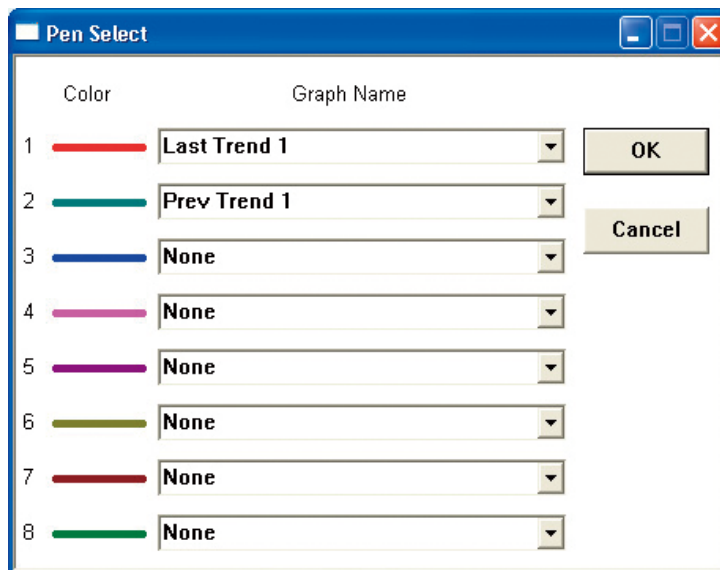 Pen Select
Color Graph Name
1 Last Trend 1 OK
2 Prev Trend 1
Cancel
3 None
4 None
5 None
6 None
7 None
8 None